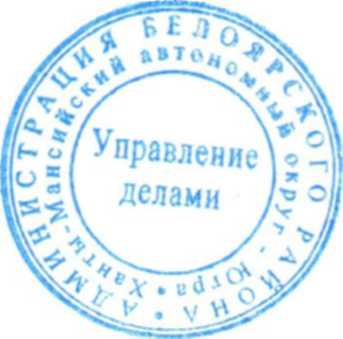 АДМИНИСТРАЦИЯ БЕЛОЯРСКОГО РАЙОНА
Ханты-Мансийский автономный округ - Югра
Управление
делами